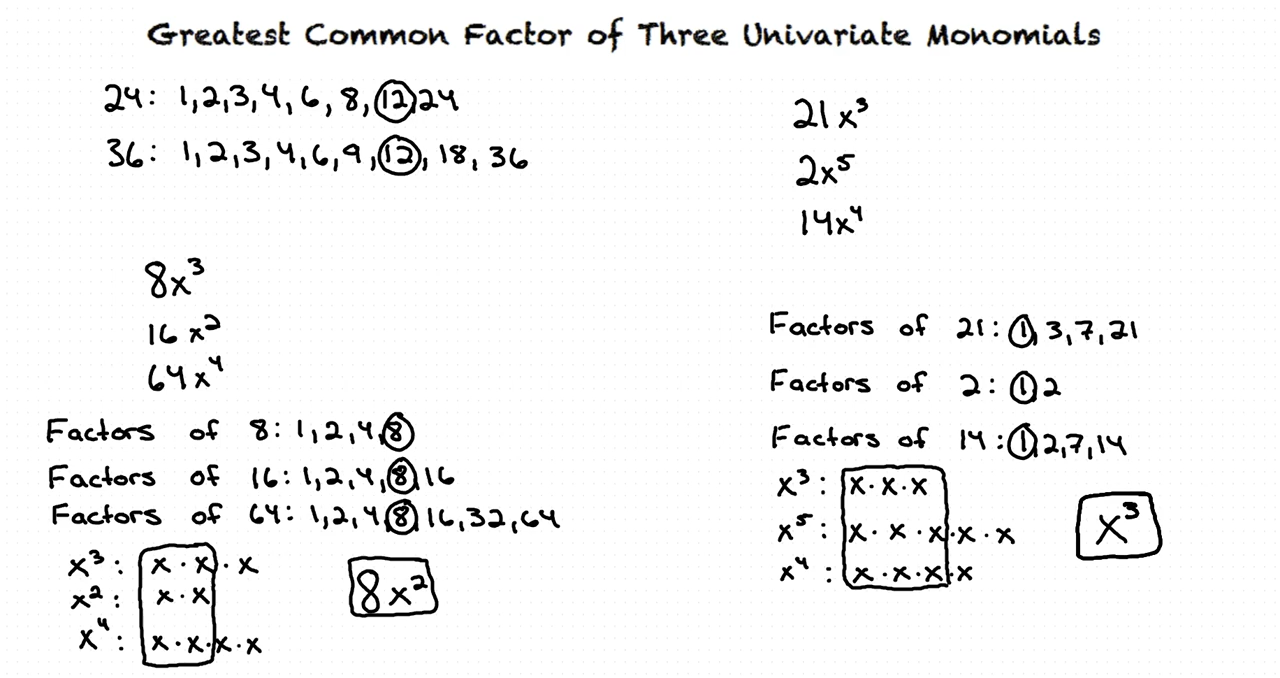 Greatest Common Factor of Three Univariate Monomials
24: 1,2,3,4,6,8,12,24
36: 1,2,3,4,6,9,12,18,36
8x³
16x²
64x⁴
Factors of 8: 1,2,4,8
Factors of 16: 1,2,4,8,16
Factors of 64: 1,2,4,8,16,32,64
x³: x·x·x
x²: x·x
x⁴: x·x·x·x
8x²
21x³
2x⁵
14x⁴
Factors of 21: 1,3,7,21
Factors of 2: 1,2
Factors of 14: 1,2,7,14
x³: x·x·x
x⁵: x·x·x·x·x
x⁴: x·x·x·x
x³